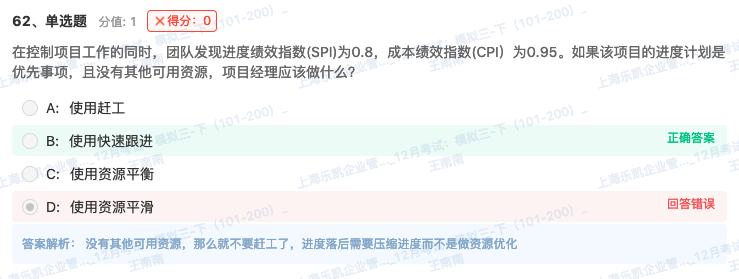 62、单选题 分值: 1 ✕得分：0
在控制项目工作的同时，团队发现进度绩效指数(SPI)为0.8，成本绩效指数(CPI）为0.95。如果该项目的进度计划是
优先事项，且没有其他可用资源，项目经理应该做什么？
A: 使用赶工
B: 使用快速跟进 正确答案
C: 使用资源平衡
D: 使用资源平滑 回答错误
答案解析： 没有其他可用资源，那么就不要赶工了，进度落后需要压缩进度而不是做资源优化
上海乐凯企业管..._12月考试：模拟三-下（101-200）_
王南南